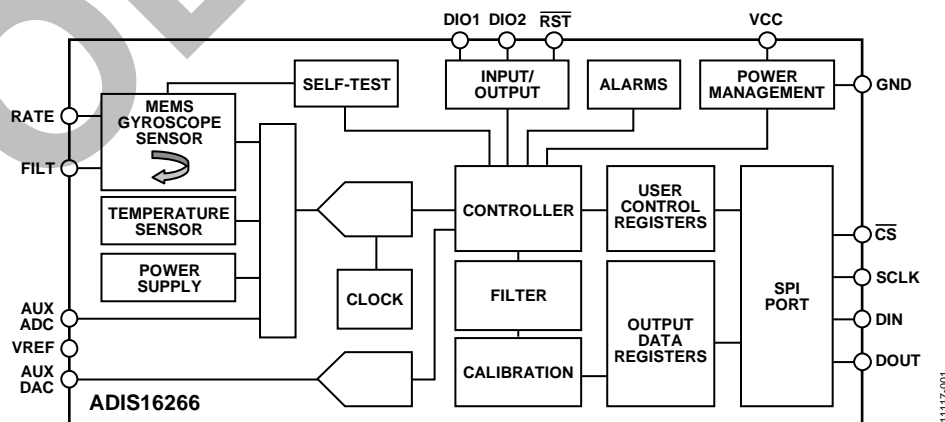 DIO1 DIO2 RST VCC
SELF-TEST
INPUT/
OUTPUT
ALARMS
POWER
MANAGEMENT
GND
RATE
MEMS
GYROSCOPE
SENSOR
FILT
TEMPERATURE
SENSOR
CONTROLLER
USER
CONTROL
REGISTERS
CS
POWER
SUPPLY
CLOCK
FILTER
SPI
PORT
SCLK
AUX
ADC
OUTPUT
DATA
REGISTERS
DIN
VREF
AUX
DAC
CALIBRATION
DOUT
ADIS16266
11117-001